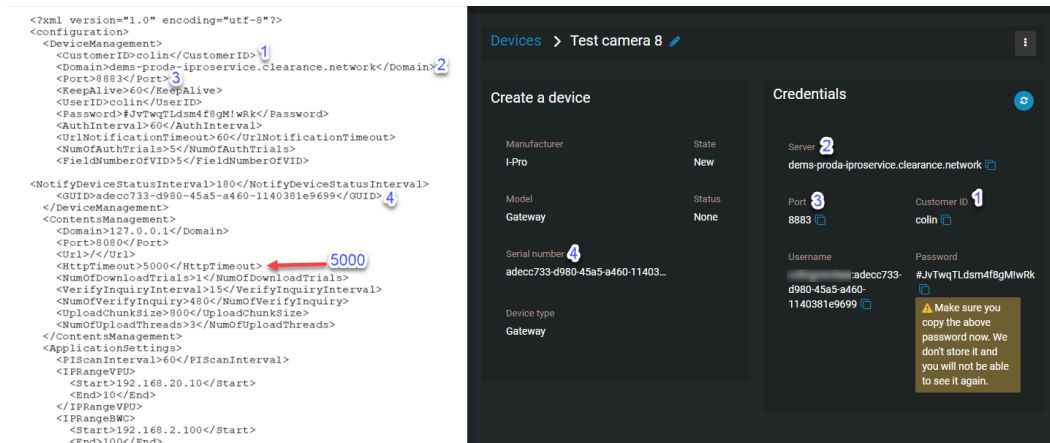 <?xml version="1.0" encoding="utf-8"?>
<configuration>
<DeviceManagement>
<CustomerID>colin</CustomerID> 1
<Domain>dems-proda-iproservice.clearance.network</Domain> 2
<Port>8883</Port> 3
<KeepAlive>60</KeepAlive>
<UserID>colin</UserID>
<Password>#JvTwqTLdsm4f8gM!wRk</Password>
<AuthInterval>60</AuthInterval>
<UrlNotificationTimeout>60</UrlNotificationTimeout>
<NumOfAuthTrials>5</NumOfAuthTrials>
<FieldNumberOfVID>5</FieldNumberOfVID>
<NotifyDeviceStatusInterval>180</NotifyDeviceStatusInterval>
<GUID>adecc733-d980-45a5-a460-1140381e9699</GUID> 4
</DeviceManagement>
<ContentsManagement>
<Domain>127.0.0.1</Domain>
<Port>8080</Port>
<Url>/</Url>
<HttpTimeout>5000</HttpTimeout> 5000
<NumOfDownloadTrials>1</NumOfDownloadTrials>
<VerifyInquiryInterval>15</VerifyInquiryInterval>
<NumOfVerifyInquiry>480</NumOfVerifyInquiry>
<UploadChunkSize>800</UploadChunkSize>
<NumOfUploadThreads>3</NumOfUploadThreads>
</ContentsManagement>
<ApplicationSettings>
<PIScanInterval>60</PIScanInterval>
<IPRangeVPU>
<Start>192.168.20.10</Start>
<End>10</End>
</IPRangeVPU>
<IPRangeBWC>
<Start>192.168.2.100</Start>
<End>100</End>
Devices > Test camera 8
Create a device
Manufacturer State
I-Pro New
Model Status
Gateway None
Serial number 4
adecc733-d980-45a5-a460-11403...
Device type
Gateway
Credentials
Server 2
dems-proda-iproservice.clearance.network
Port 3 Customer ID 1
8883 colin
Username Password
:adecc733- #JvTwqTLdsm4f8gM!wRk
d980-45a5-a460-
1140381e9699
Make sure you
copy the above
password now. We
don't store it and
you will not be able
to see it again.